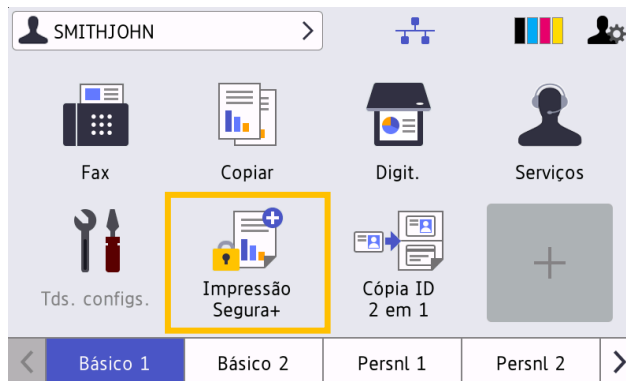 SMITHJOHN
Fax
Copiar
Digit.
Serviços
Tds. configs.
Impressão
Segura+
Cópia ID
2 em 1
Básico 1
Básico 2
Persnl 1
Persnl 2